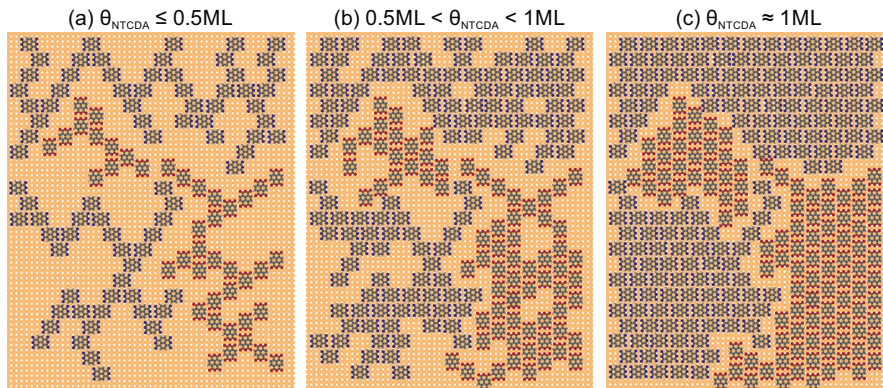 (a) θNTCDA ≤ 0.5ML
(b) 0.5ML < θNTCDA < 1ML
(c) θNTCDA ≈ 1ML